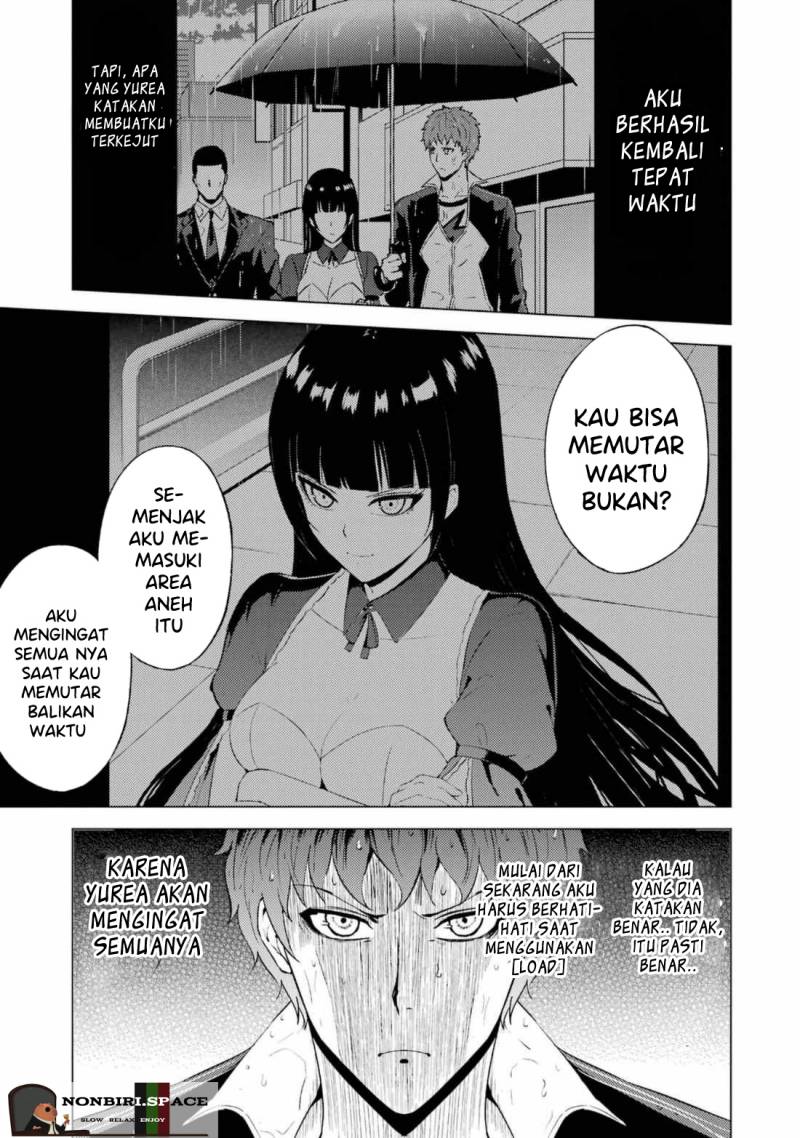 AKU
BERHASIL
KEMBALI
TEPAT
WAKTU
TAPI, APA
YANG YUREA
KATAKAN
MEMBUATKU
TERKEJUT
KAU BISA
MEMUTAR
WAKTU
BUKAN?
SE-
MENJAK
AKU ME-
MASUKI
AREA
ANEH
ITU
AKU
MENGINGAT
SEMUA NYA
SAAT KAU
MEMUTAR
BALIKAN
WAKTU
KALAU
YANG DIA
KATAKAN
BENAR.. TIDAK,
ITU PASTI
BENAR..
MULAI DARI
SEKARANG AKU
HARUS BERHATI-
HATI SAAT
MENGGUNAKAN
[LOAD]
KARENA
YUREA AKAN
MENGINGAT
SEMUANYA
NONBIRI.SPACE
SLOW RELAX ENJOY